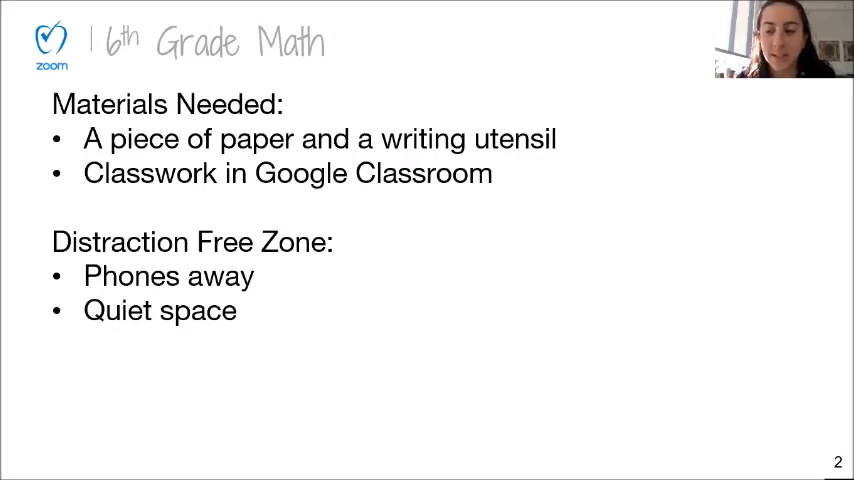 zoom
| 6th Grade Math
Materials Needed:
• A piece of paper and a writing utensil
• Classwork in Google Classroom
Distraction Free Zone:
• Phones away
• Quiet space
2